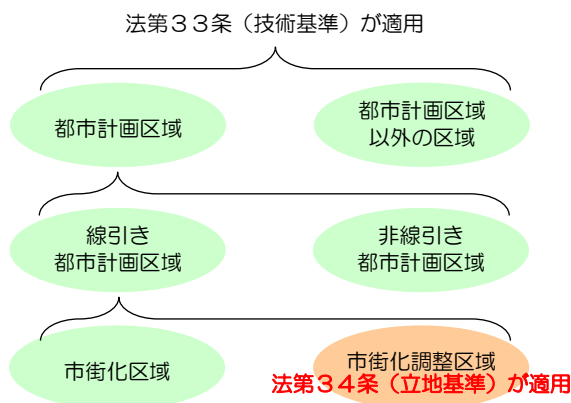 法第３３条（技術基準）が適用
都市計画区域
都市計画区域
以外の区域
線引き
都市計画区域
非線引き
都市計画区域
市街化区域
市街化調整区域
法第３４条（立地基準）が適用